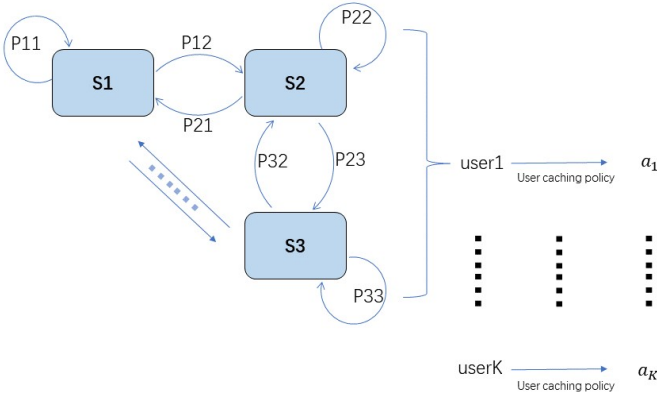 P11
P12
P22
S1
S2
P21
P32
P23
user1
a₁
User caching policy
S3
P33
userK
a_K
User caching policy